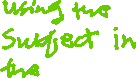 using the
Subject in
the